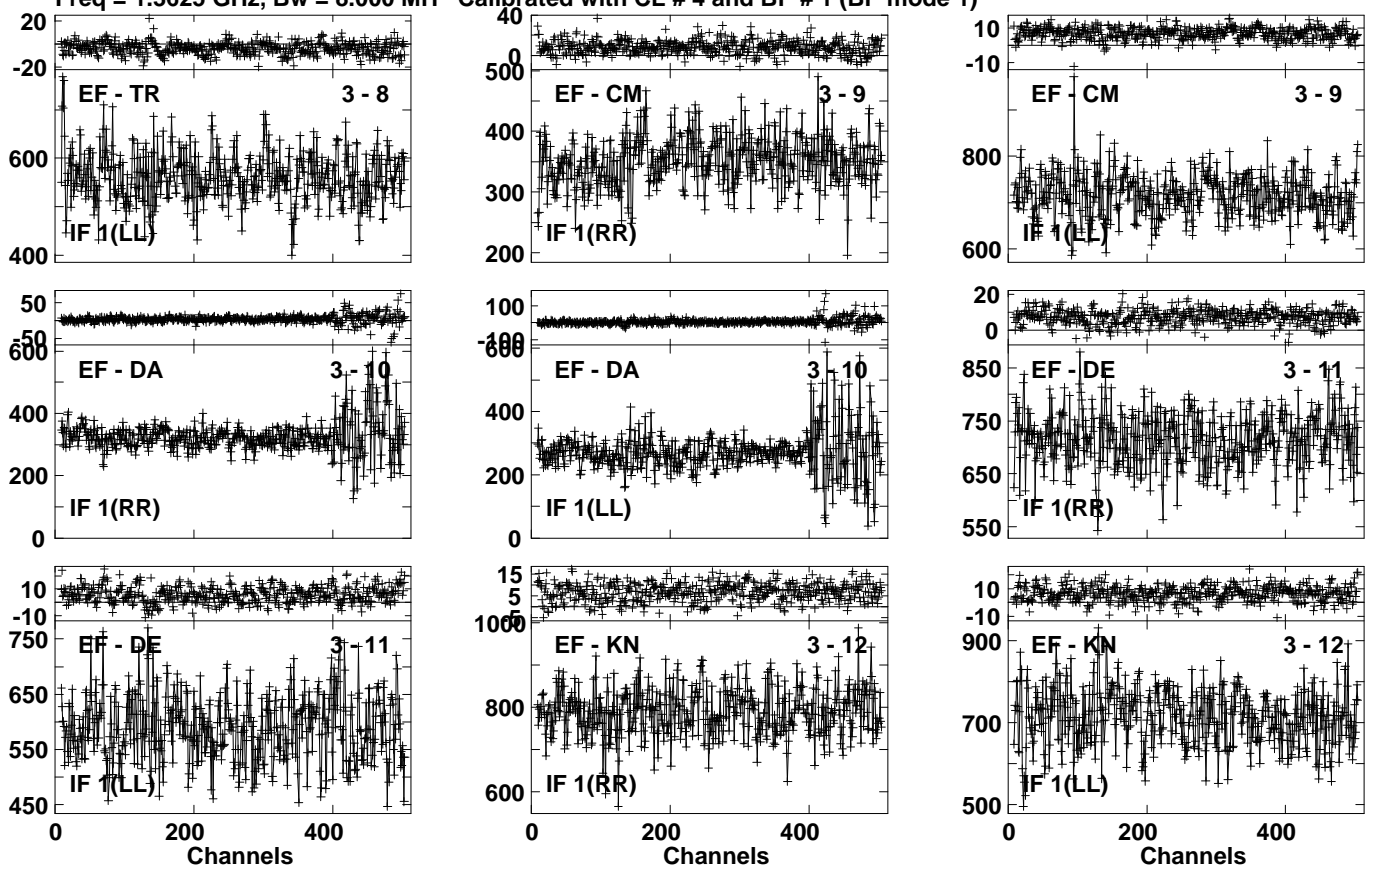 Freq = GHz, Bw = 8.000 MH Calibrated with CL # 4 and BP # 1 (BP mode 1)
20
-20
40
0
10
-10
EF - TR 3 - 8
600
400
IF 1(LL)
500
400
300
200
EF - CM 3 - 9
IF 1(RR)
EF - CM 3 - 9
800
600
IF 1(LL)
50
-50
100
-100
20
0
EF - DA 3 - 10
600
400
200
0
IF 1(RR)
EF - DA 3 - 10
600
400
200
0
IF 1(LL)
EF - DE 3 - 11
850
750
650
550
IF 1(RR)
10
-10
15
5
-5
10
-10
EF - DE 3 - 11
750
650
550
450
IF 1(LL)
EF - KN 3 - 12
1000
800
600
IF 1(RR)
EF - KN 3 - 12
900
700
500
IF 1(LL)
0 200 400
0 200 400
0 200 400
Channels
Channels
Channels